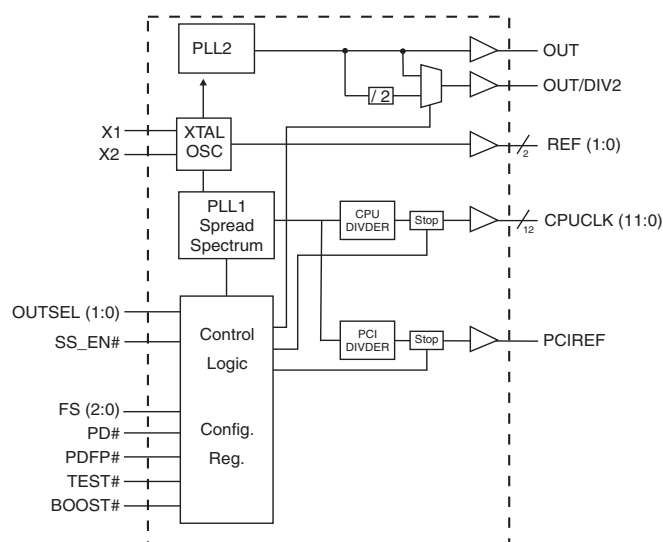 PLL2
OUT
/ 2
OUT/DIV2
X1
X2
XTAL
OSC
2
REF (1:0)
PLL1
Spread
Spectrum
CPU
DIVDER
Stop
12
CPUCLK (11:0)
OUTSEL (1:0)
SS_EN#
Control
Logic
PCI
DIVDER
Stop
PCIREF
FS (2:0)
PD#
PDFP#
TEST#
BOOST#
Config.
Reg.